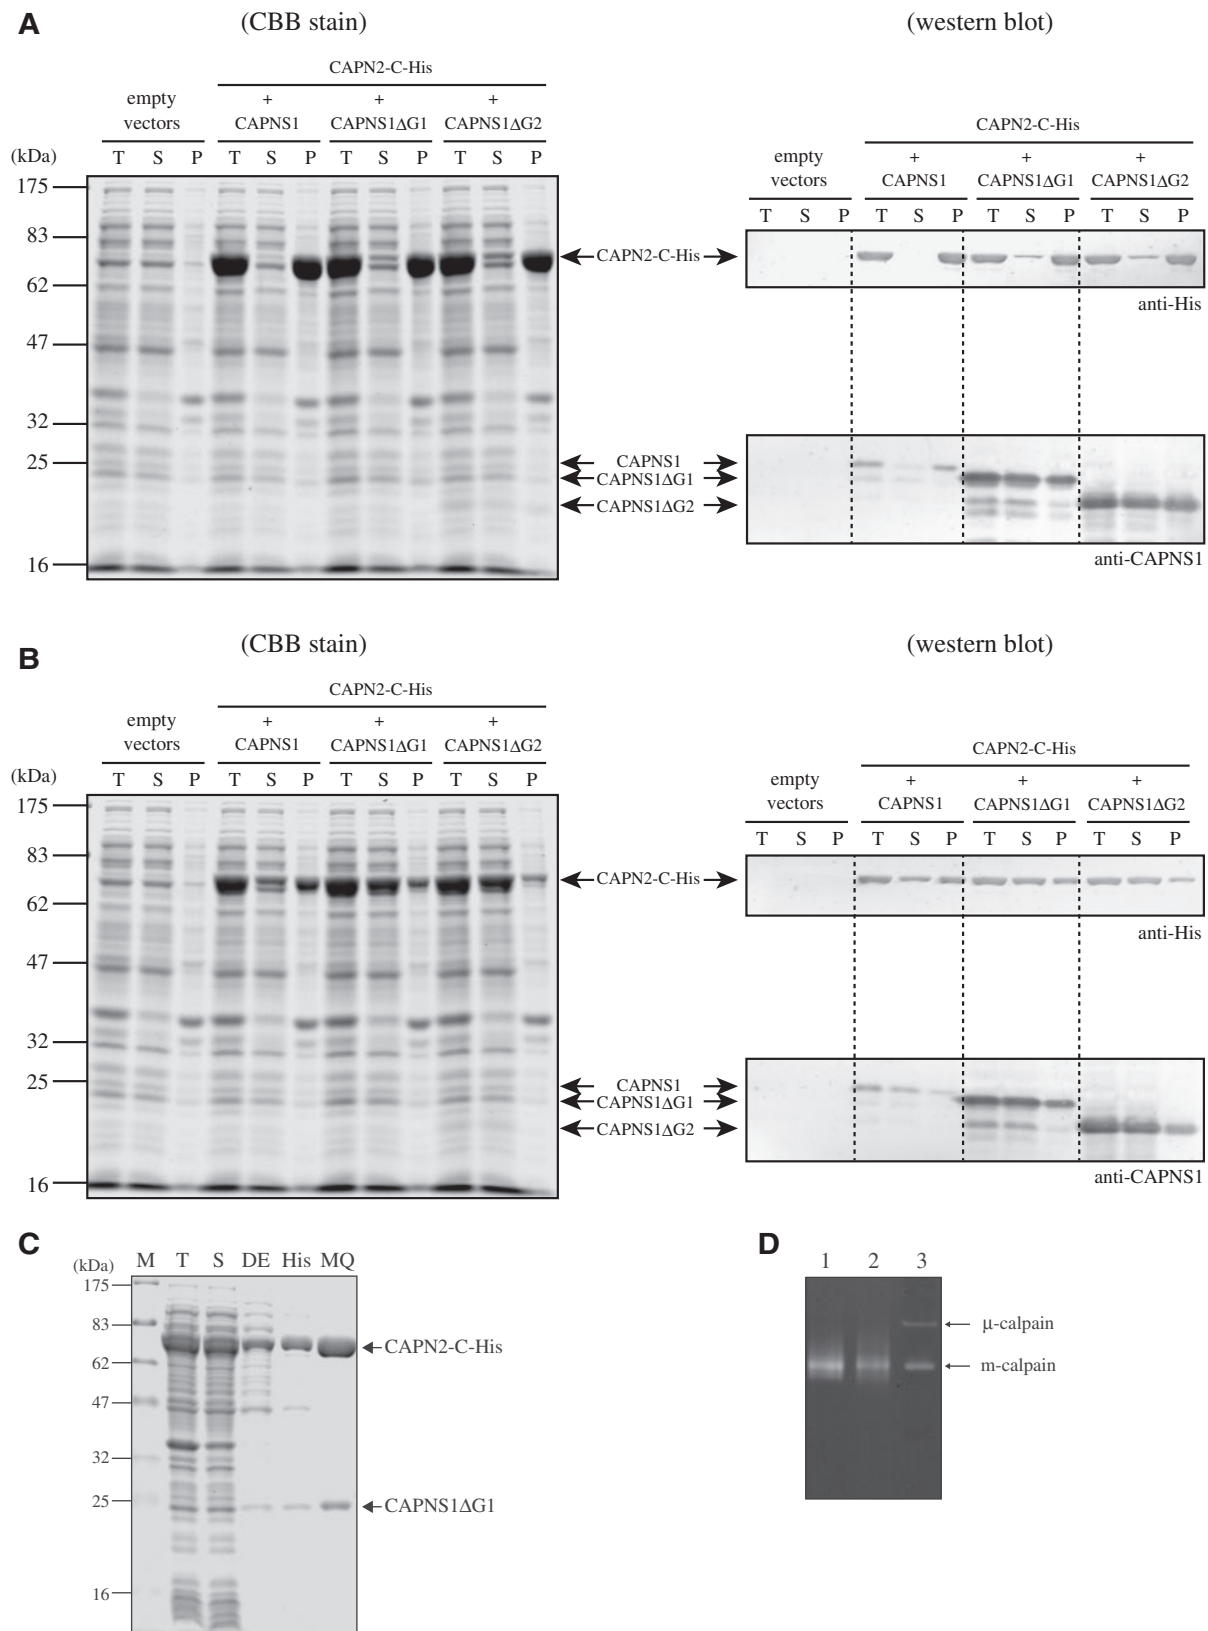 A
(CBB stain)
(western blot)
CAPN2-C-His
empty vectors
+ CAPNS1
+ CAPNS1ΔG1
+ CAPNS1ΔG2
(kDa)
T S P T S P T S P T S P
175
83
62
47
32
25
16
CAPN2-C-His
CAPNS1
CAPNS1ΔG1
CAPNS1ΔG2
CAPN2-C-His
empty vectors
+ CAPNS1
+ CAPNS1ΔG1
+ CAPNS1ΔG2
T S P T S P T S P T S P
anti-His
anti-CAPNS1
B
(CBB stain)
(western blot)
CAPN2-C-His
empty vectors
+ CAPNS1
+ CAPNS1ΔG1
+ CAPNS1ΔG2
(kDa)
T S P T S P T S P T S P
175
83
62
47
32
25
16
CAPN2-C-His
CAPNS1
CAPNS1ΔG1
CAPNS1ΔG2
CAPN2-C-His
empty vectors
+ CAPNS1
+ CAPNS1ΔG1
+ CAPNS1ΔG2
T S P T S P T S P T S P
anti-His
anti-CAPNS1
C
(kDa)
M T S DE His MQ
175
83
62
47
32
25
16
CAPN2-C-His
CAPNS1ΔG1
D
1 2 3
μ-calpain
m-calpain